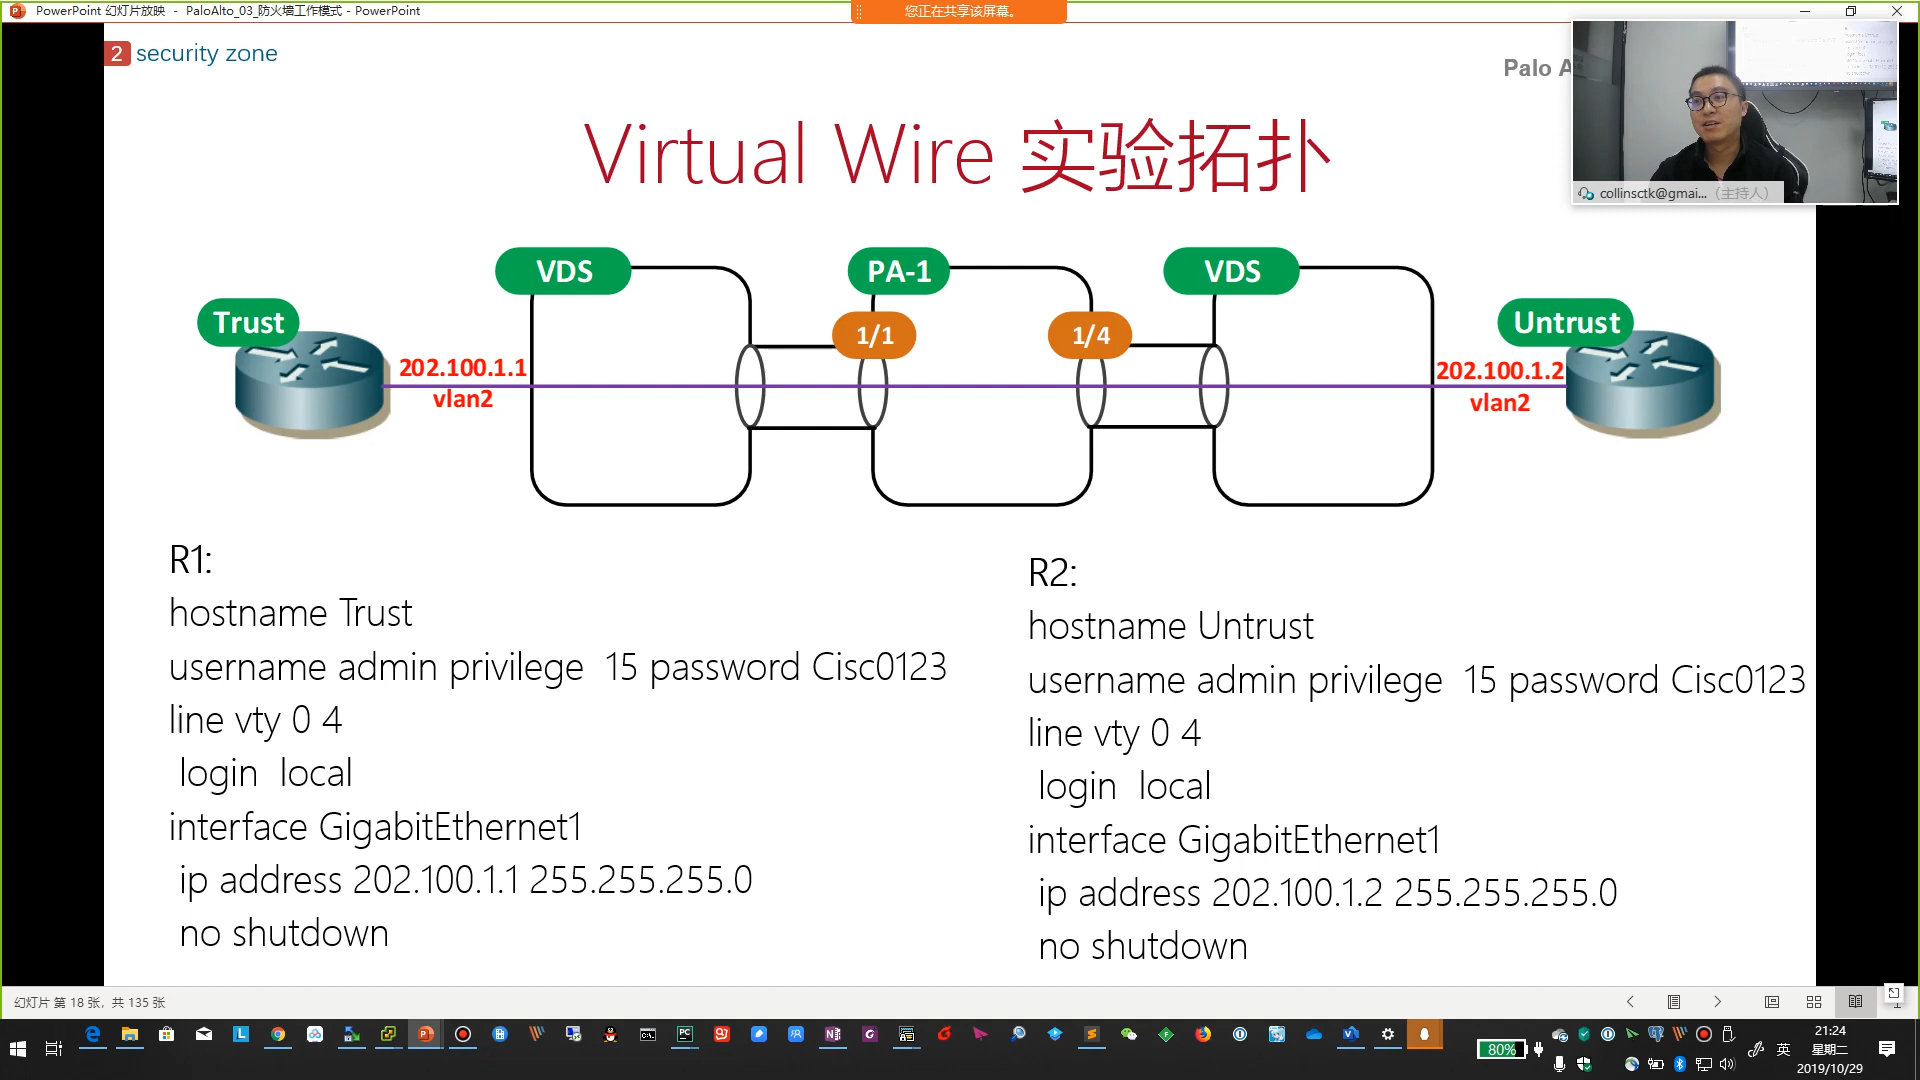 PowerPoint 幻灯片放映 - PaloAlto_03_防火墙工作模式 - PowerPoint
您正在共享该屏幕。
2 security zone
Palo A
collinsctk@gmai... （主持人）
Virtual Wire 实验拓扑
VDS
PA-1
VDS
Trust
Untrust
1/1
1/4
202.100.1.1
vlan2
202.100.1.2
vlan2
R1:
hostname Trust
username admin privilege  15 password Cisc0123
line vty 0 4
 login  local
interface GigabitEthernet1
 ip address 202.100.1.1 255.255.255.0
 no shutdown
R2:
hostname Untrust
username admin privilege  15 password Cisc0123
line vty 0 4
 login  local
interface GigabitEthernet1
 ip address 202.100.1.2 255.255.255.0
 no shutdown
幻灯片 第 18 张，共 135 张
80%
英
21:24
星期二
2019/10/29